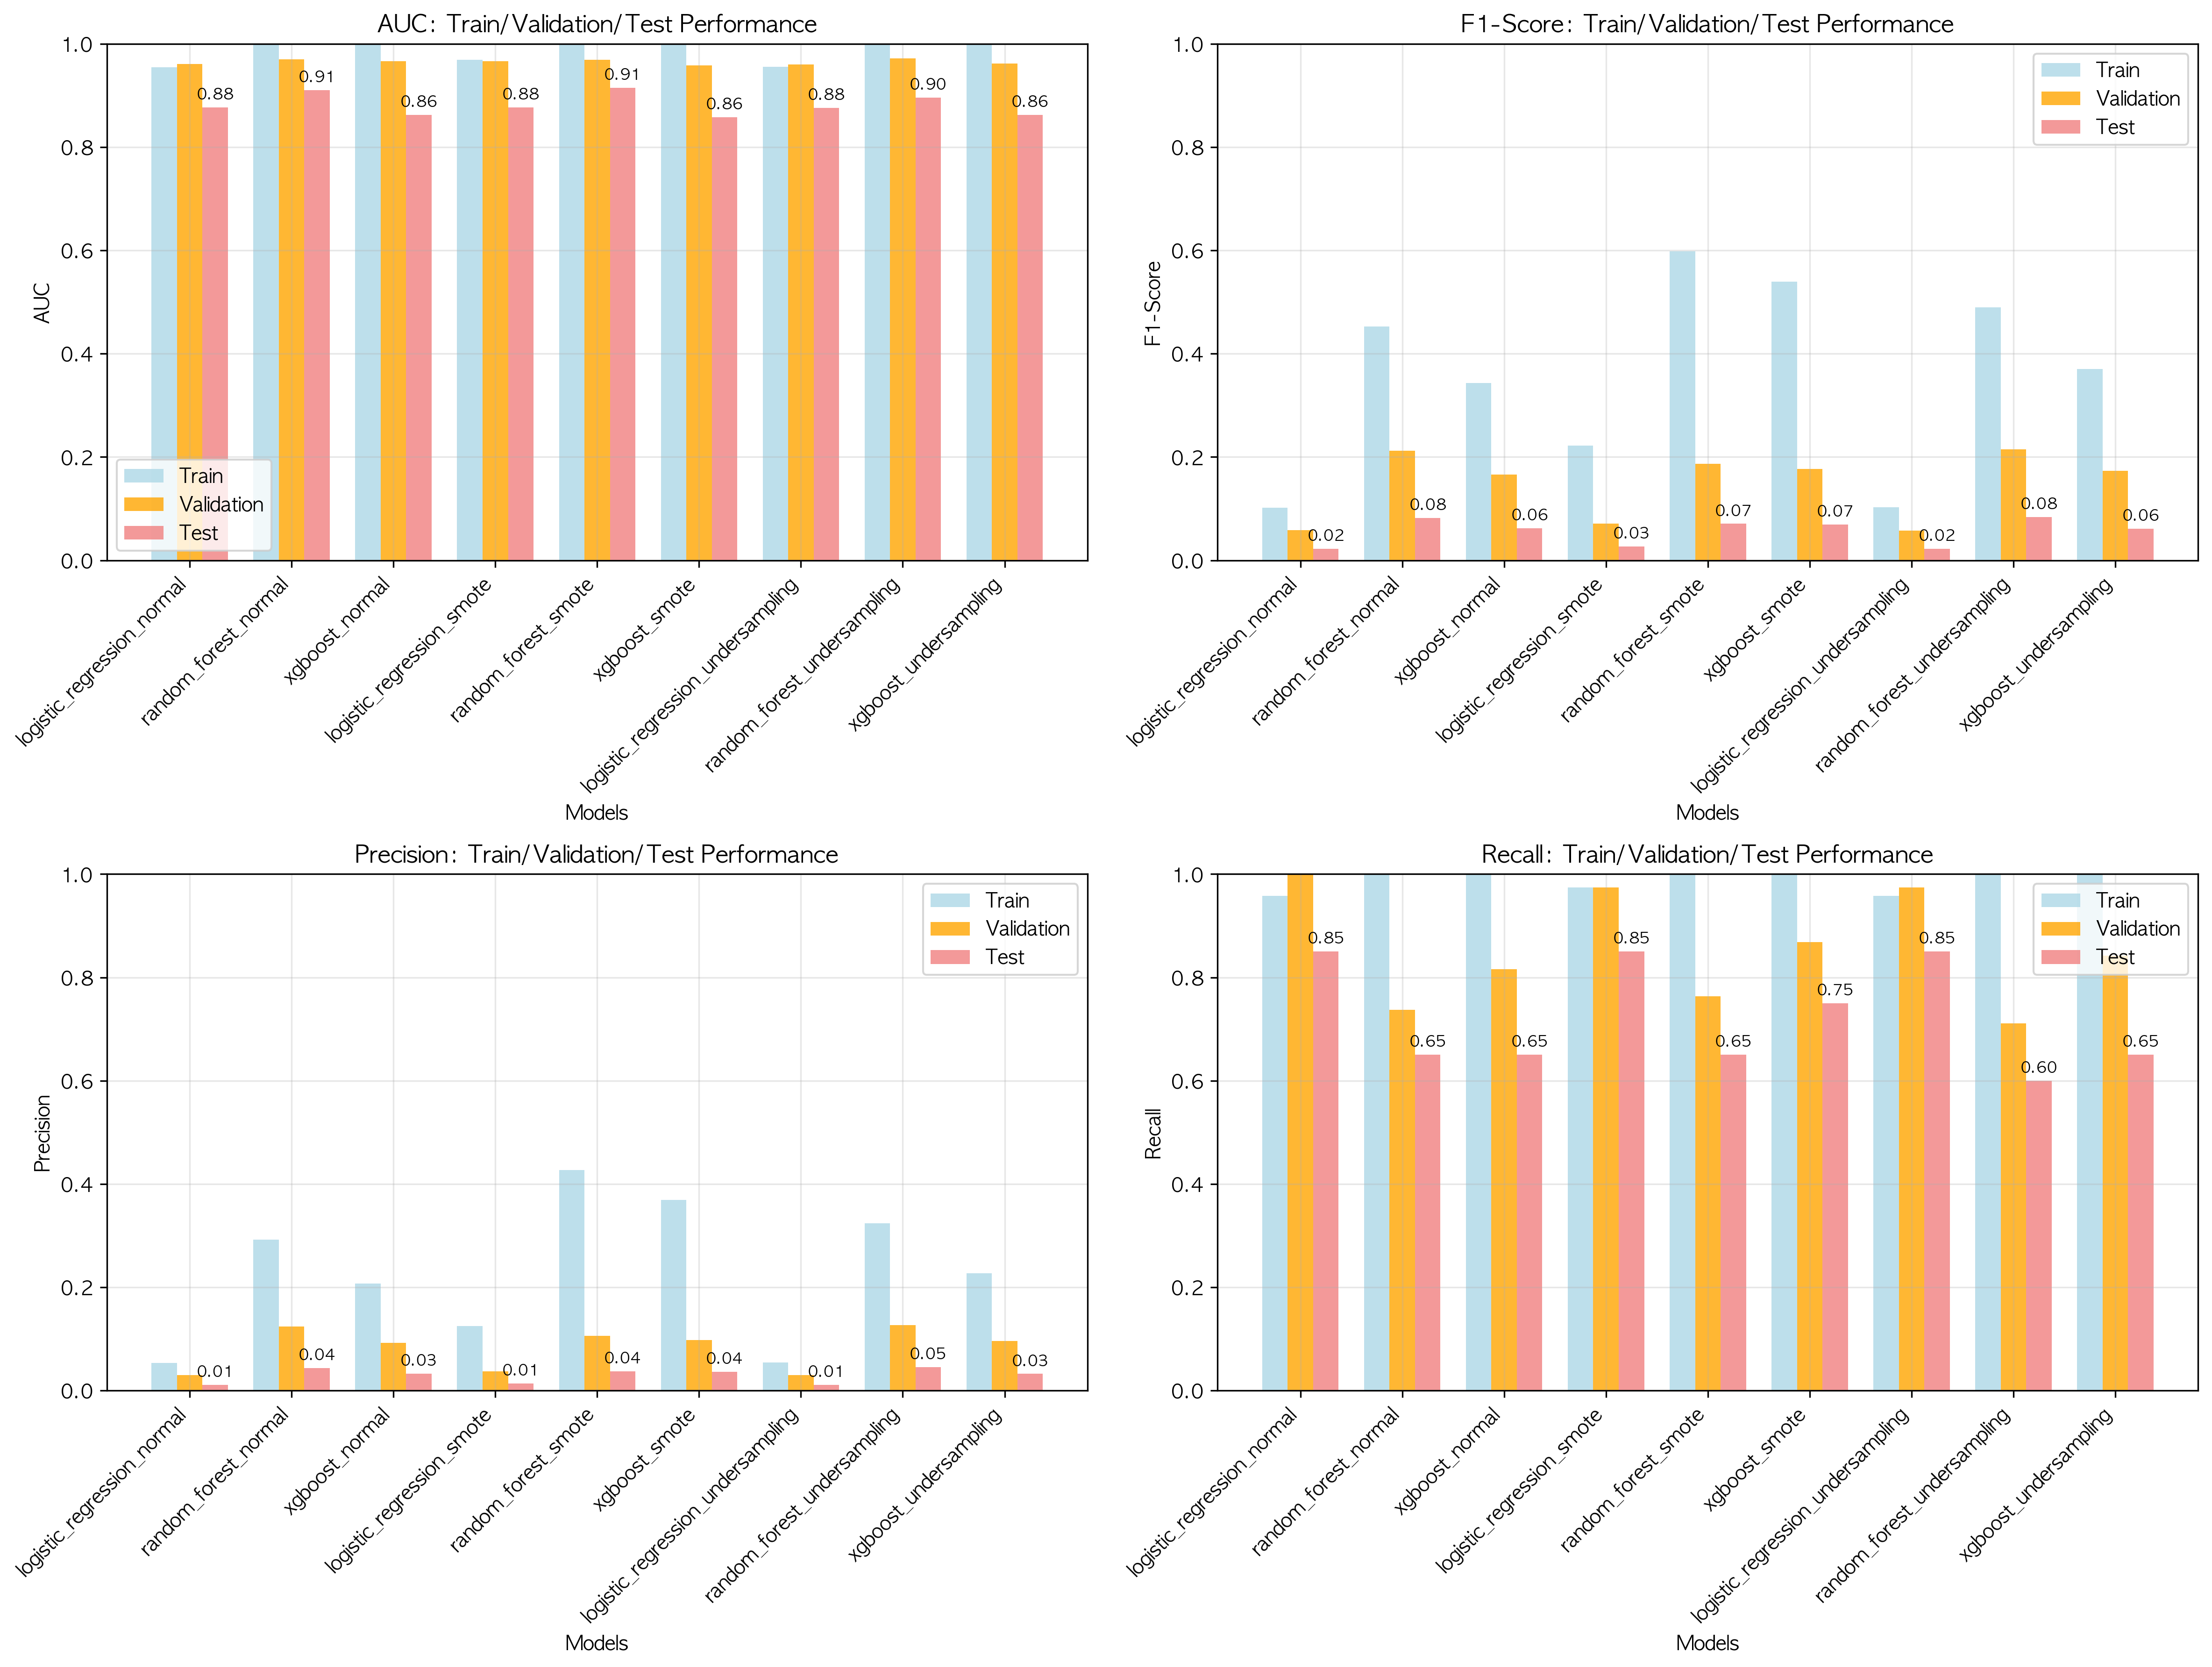 AUC: Train/Validation/Test Performance
1.0
0.8
0.6
0.4
0.2
0.0
AUC
0.88
0.91
0.86
0.88
0.91
0.86
0.88
0.90
0.86
Train
Validation
Test
logistic_regression_normal
random_forest_normal
xgboost_normal
logistic_regression_smote
random_forest_smote
xgboost_smote
logistic_regression_undersampling
random_forest_undersampling
xgboost_undersampling
Models
F1-Score: Train/Validation/Test Performance
1.0
0.8
0.6
0.4
0.2
0.0
F1-Score
Train
Validation
Test
0.02
0.08
0.06
0.03
0.07
0.07
0.02
0.08
0.06
logistic_regression_normal
random_forest_normal
xgboost_normal
logistic_regression_smote
random_forest_smote
xgboost_smote
logistic_regression_undersampling
random_forest_undersampling
xgboost_undersampling
Models
Precision: Train/Validation/Test Performance
1.0
0.8
0.6
0.4
0.2
0.0
Precision
Train
Validation
Test
0.01
0.04
0.03
0.01
0.04
0.04
0.01
0.05
0.03
logistic_regression_normal
random_forest_normal
xgboost_normal
logistic_regression_smote
random_forest_smote
xgboost_smote
logistic_regression_undersampling
random_forest_undersampling
xgboost_undersampling
Models
Recall: Train/Validation/Test Performance
1.0
0.8
0.6
0.4
0.2
0.0
Recall
Train
Validation
Test
0.85
0.65
0.65
0.85
0.65
0.75
0.85
0.60
0.65
logistic_regression_normal
random_forest_normal
xgboost_normal
logistic_regression_smote
random_forest_smote
xgboost_smote
logistic_regression_undersampling
random_forest_undersampling
xgboost_undersampling
Models